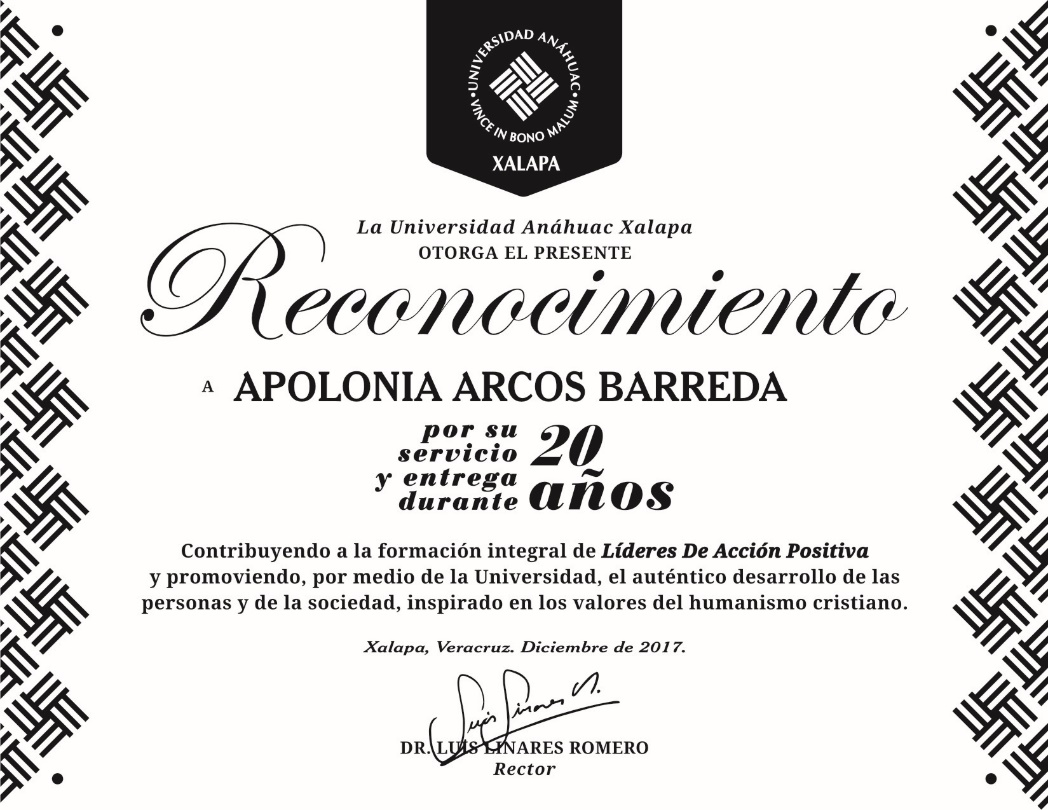 UNIVERSIDAD ANÁHUAC
VINCE IN BONO MALUM
XALAPA
La Universidad Anáhuac Xalapa
OTORGA EL PRESENTE
Reconocimiento
A APOLONIA ARCOS BARREDA
por su
servicio
y entrega
durante
20
años
Contribuyendo a la formación integral de Líderes De Acción Positiva
y promoviendo, por medio de la Universidad, el auténtico desarrollo de las
personas y de la sociedad, inspirado en los valores del humanismo cristiano.
Xalapa, Veracruz. Diciembre de 2017.
Luis Linares R.
DR. LUIS LINARES ROMERO
Rector